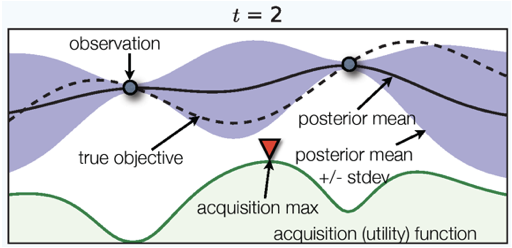 t = 2
observation
true objective
posterior mean
posterior mean
+/- stdev
acquisition max
acquisition (utility) function